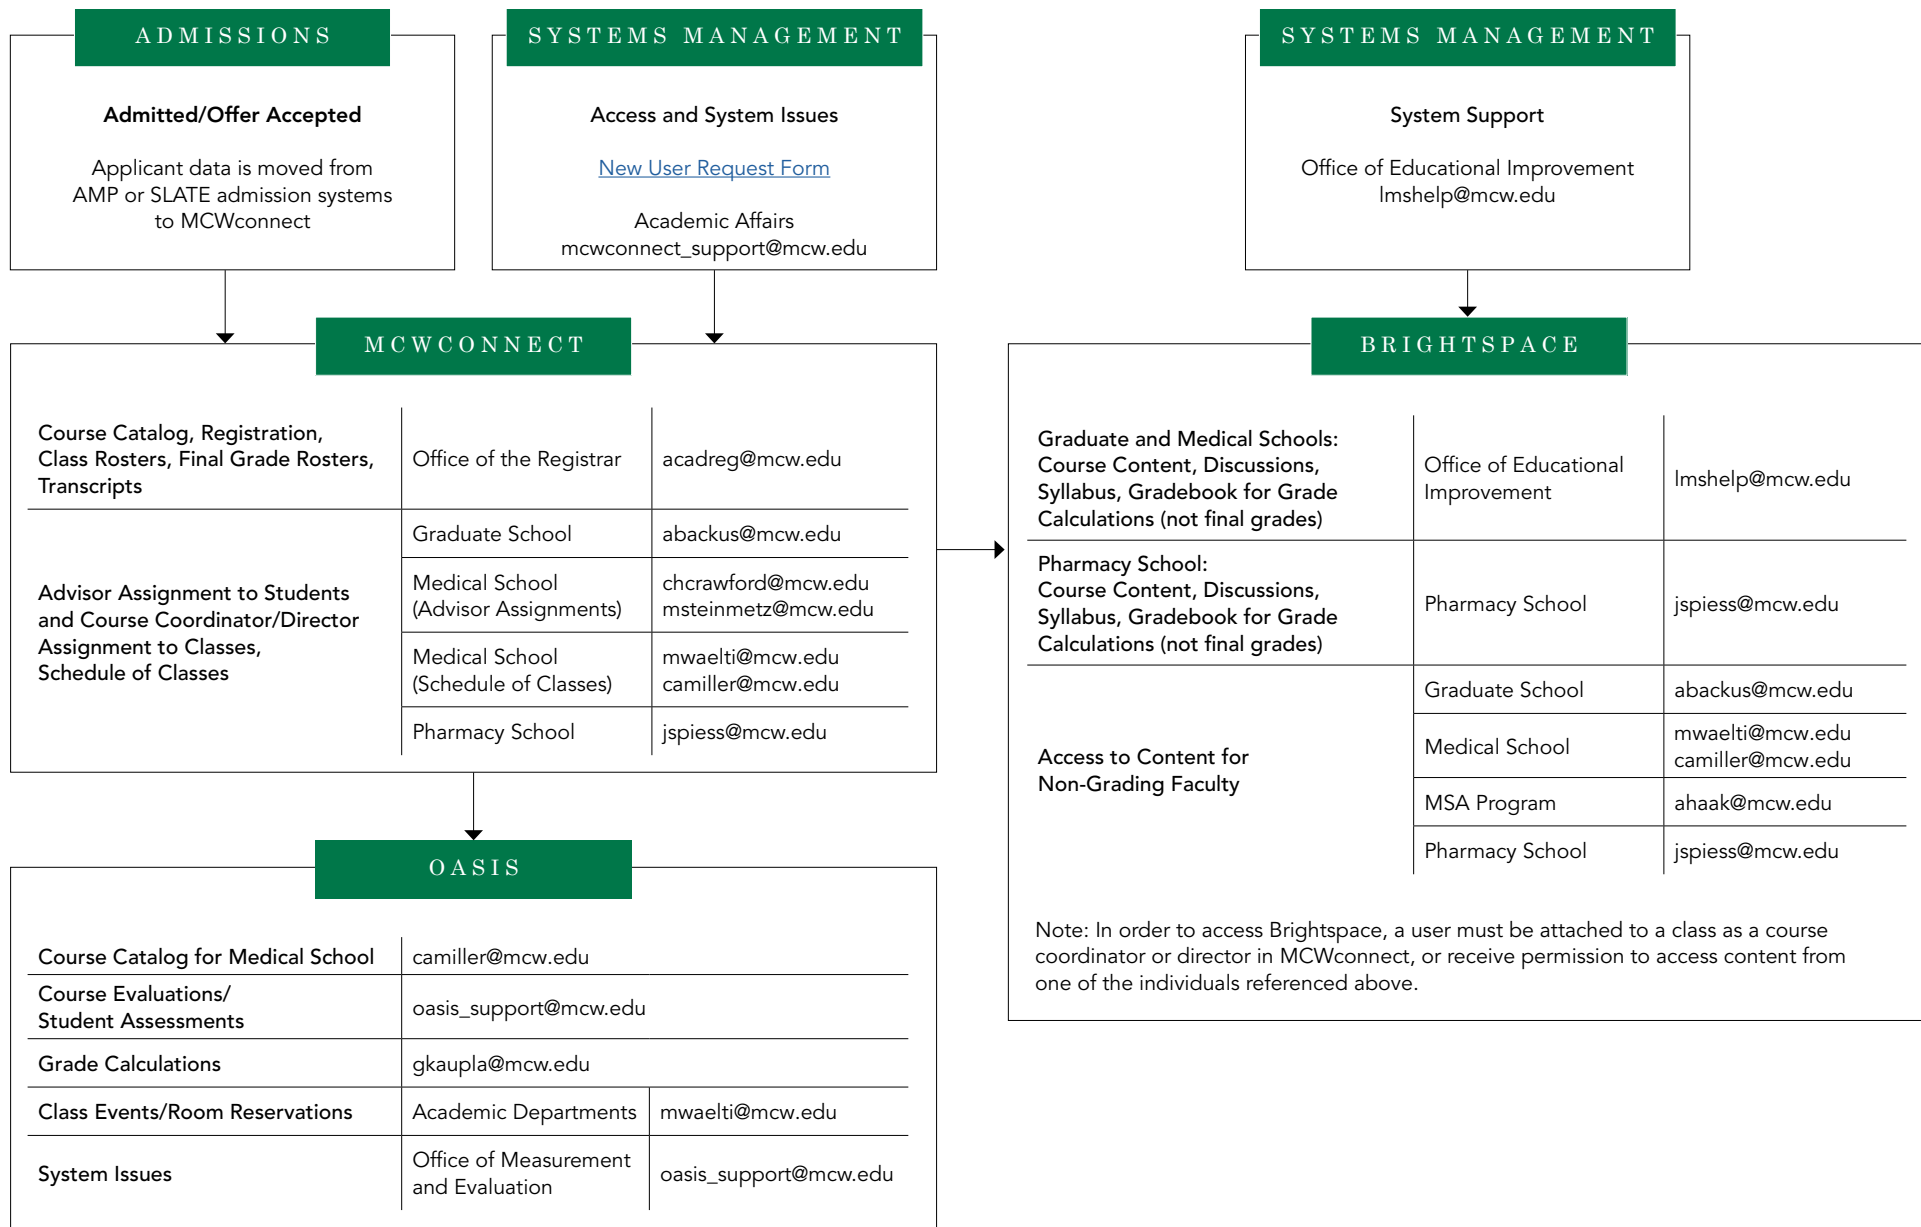 ADMISSIONS
Admitted/Offer Accepted
Applicant data is moved from
AMP or SLATE admission systems
to MCWconnect
SYSTEMS MANAGEMENT
Access and System Issues
New User Request Form
Academic Affairs
mcwconnect_support@mcw.edu
SYSTEMS MANAGEMENT
System Support
Office of Educational Improvement
lmshelp@mcw.edu
MCWCONNECT
Course Catalog, Registration,
Class Rosters, Final Grade Rosters,
Transcripts
Office of the Registrar
acadreg@mcw.edu
Advisor Assignment to Students
and Course Coordinator/Director
Assignment to Classes,
Schedule of Classes
Graduate School
abackus@mcw.edu
Medical School
(Advisor Assignments)
chcrawford@mcw.edu
msteinmetz@mcw.edu
Medical School
(Schedule of Classes)
mwaelti@mcw.edu
camiller@mcw.edu
Pharmacy School
jspiess@mcw.edu
BRIGHTSPACE
Graduate and Medical Schools:
Course Content, Discussions,
Syllabus, Gradebook for Grade
Calculations (not final grades)
Office of Educational
Improvement
lmshelp@mcw.edu
Pharmacy School:
Course Content, Discussions,
Syllabus, Gradebook for Grade
Calculations (not final grades)
Pharmacy School
jspiess@mcw.edu
Access to Content for
Non-Grading Faculty
Graduate School
abackus@mcw.edu
Medical School
mwaelti@mcw.edu
camiller@mcw.edu
MSA Program
ahaak@mcw.edu
Pharmacy School
jspiess@mcw.edu
Note: In order to access Brightspace, a user must be attached to a class as a course
coordinator or director in MCWconnect, or receive permission to access content from
one of the individuals referenced above.
OASIS
Course Catalog for Medical School
camiller@mcw.edu
Course Evaluations/
Student Assessments
oasis_support@mcw.edu
Grade Calculations
gkaupla@mcw.edu
Class Events/Room Reservations
Academic Departments
mwaelti@mcw.edu
System Issues
Office of Measurement
and Evaluation
oasis_support@mcw.edu